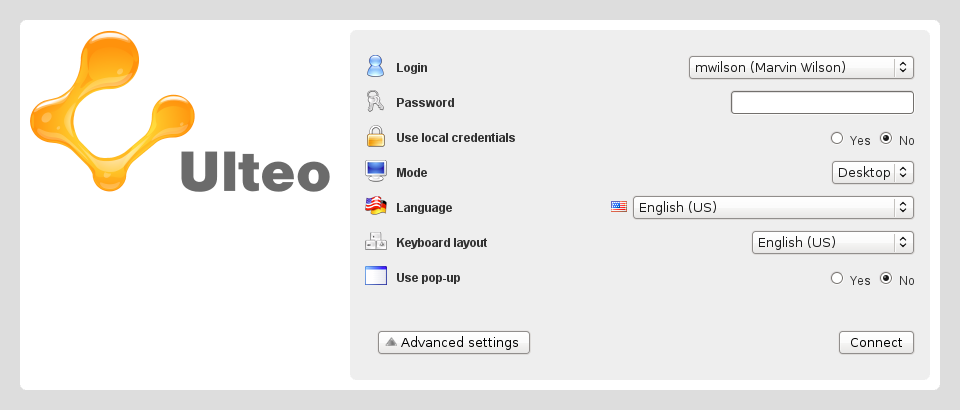 Ulteo
Login mwilson (Marvin Wilson)
Password
Use local credentials Yes No
Mode Desktop
Language English (US)
Keyboard layout English (US)
Use pop-up Yes No
Advanced settings Connect